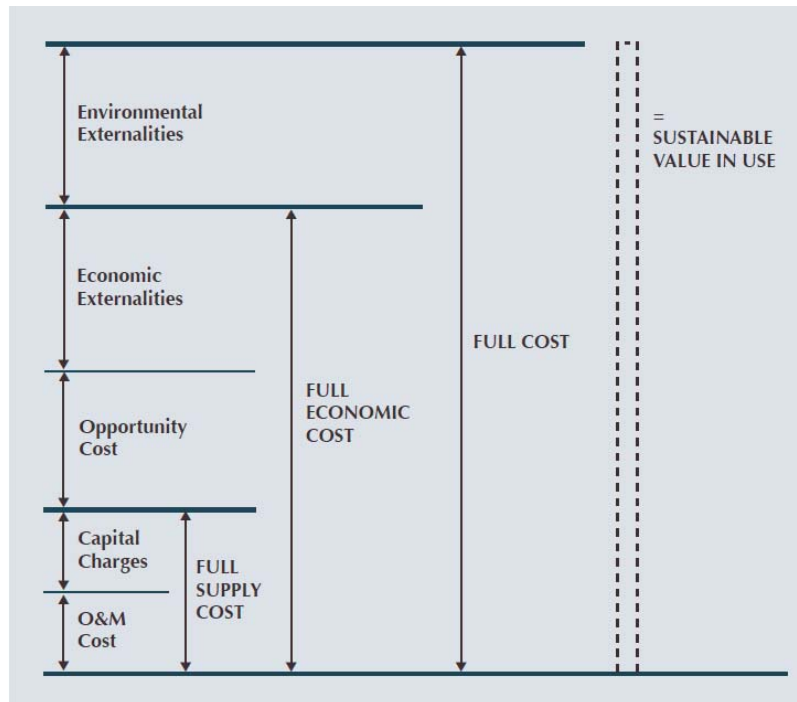 Environmental
Externalities
=
SUSTAINABLE
VALUE IN USE
Economic
Externalities
FULL COST
FULL
ECONOMIC
COST
Opportunity
Cost
Capital
Charges
FULL
SUPPLY
COST
O&M
Cost